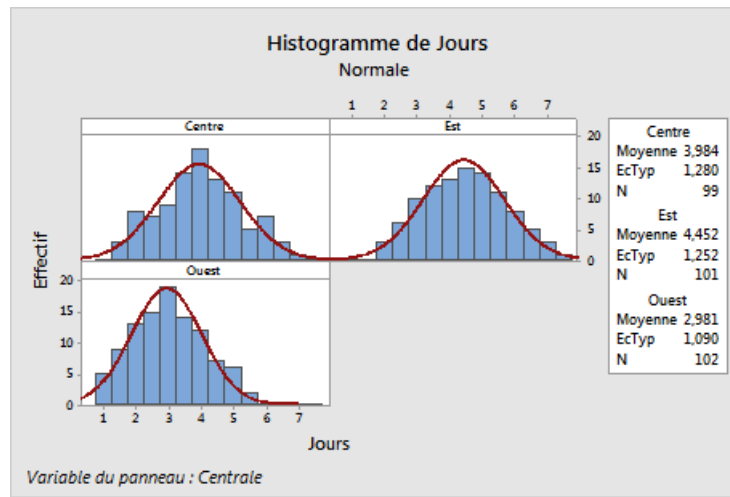 Histogramme de Jours
Normale
1 2 3 4 5 6 7
Centre Est
20
15
10
5
0
Effectif
Ouest
20
15
10
5
0
1 2 3 4 5 6 7
Jours
Centre
Moyenne 3,984
EcTyp 1,280
N 99
Est
Moyenne 4,452
EcTyp 1,252
N 101
Ouest
Moyenne 2,981
EcTyp 1,090
N 102
Variable du panneau : Centrale